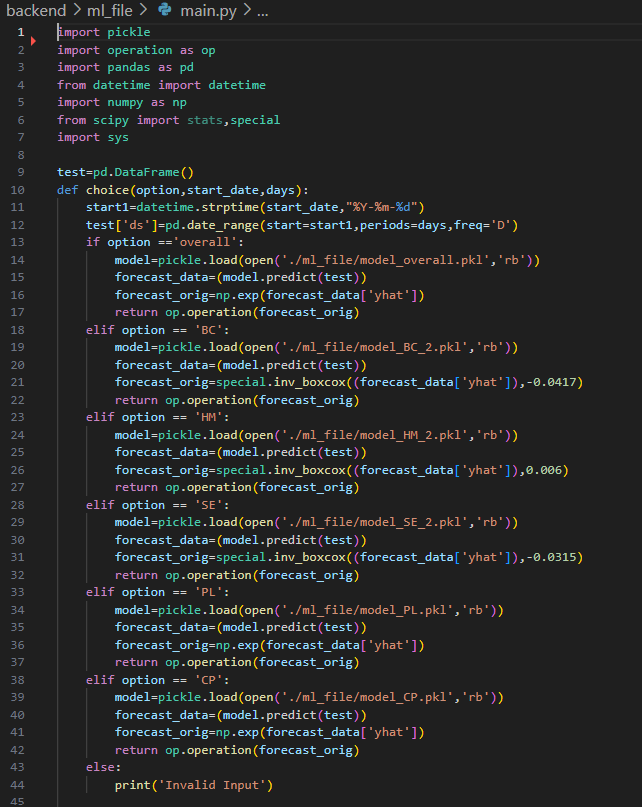 backend > ml_file > main.py > ...
1 import pickle
2 import operation as op
3 import pandas as pd
4 from datetime import datetime
5 import numpy as np
6 from scipy import stats,special
7 import sys
8
9 test=pd.DataFrame()
10 def choice(option,start_date,days):
11     start1=datetime.strptime(start_date,"%Y-%m-%d")
12     test['ds']=pd.date_range(start=start1,periods=days,freq='D')
13     if option =='overall':
14         model=pickle.load(open('./ml_file/model_overall.pkl','rb'))
15         forecast_data=(model.predict(test))
16         forecast_orig=np.exp(forecast_data['yhat'])
17         return op.operation(forecast_orig)
18     elif option == 'BC':
19         model=pickle.load(open('./ml_file/model_BC_2.pkl','rb'))
20         forecast_data=(model.predict(test))
21         forecast_orig=special.inv_boxcox((forecast_data['yhat']),-0.0417)
22         return op.operation(forecast_orig)
23     elif option == 'HM':
24         model=pickle.load(open('./ml_file/model_HM_2.pkl','rb'))
25         forecast_data=(model.predict(test))
26         forecast_orig=special.inv_boxcox((forecast_data['yhat']),0.006)
27         return op.operation(forecast_orig)
28     elif option == 'SE':
29         model=pickle.load(open('./ml_file/model_SE_2.pkl','rb'))
30         forecast_data=(model.predict(test))
31         forecast_orig=special.inv_boxcox((forecast_data['yhat']),-0.0315)
32         return op.operation(forecast_orig)
33     elif option == 'PL':
34         model=pickle.load(open('./ml_file/model_PL.pkl','rb'))
35         forecast_data=(model.predict(test))
36         forecast_orig=np.exp(forecast_data['yhat'])
37         return op.operation(forecast_orig)
38     elif option == 'CP':
39         model=pickle.load(open('./ml_file/model_CP.pkl','rb'))
40         forecast_data=(model.predict(test))
41         forecast_orig=np.exp(forecast_data['yhat'])
42         return op.operation(forecast_orig)
43     else:
44         print('Invalid Input')
45